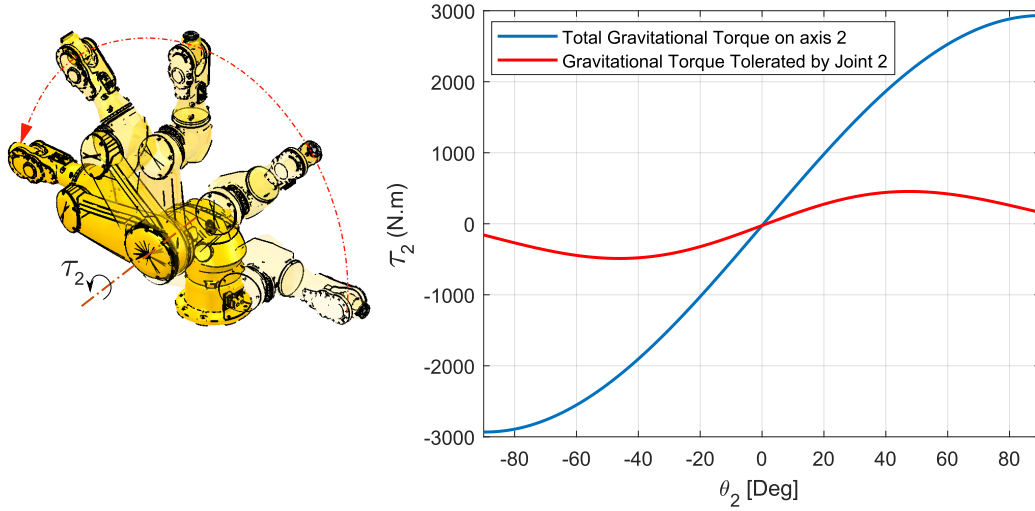 τ2
3000
2000
1000
0
-1000
-2000
-3000
τ2 (N.m)
Total Gravitational Torque on axis 2
Gravitational Torque Tolerated by Joint 2
-80 -60 -40 -20 0 20 40 60 80
θ2 [Deg]